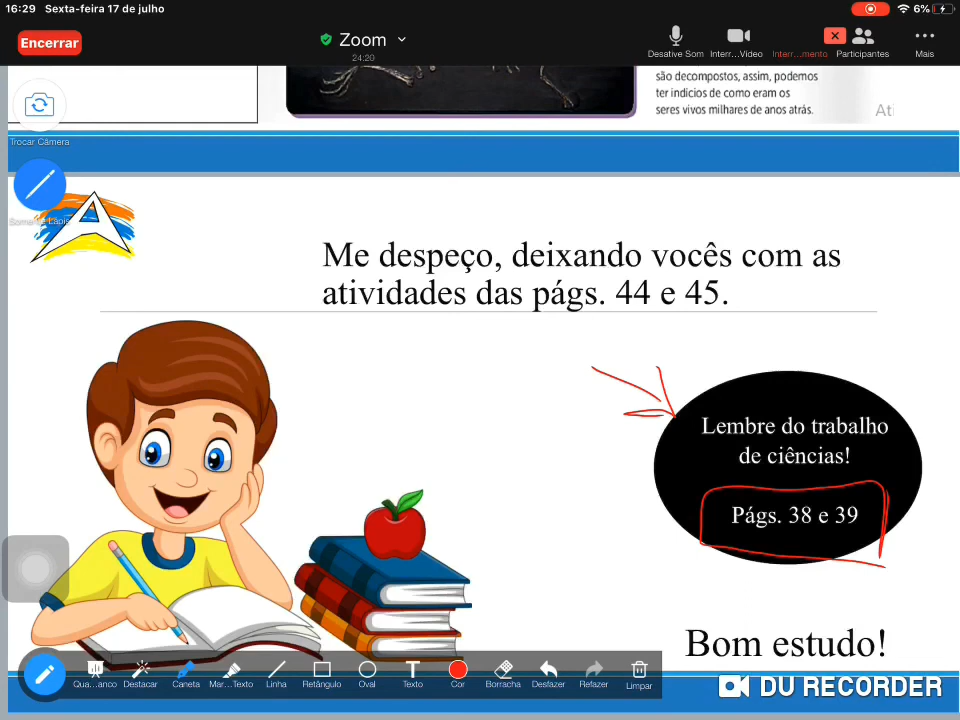 16:29 Sexta-feira 17 de julho
6%
Encerrar
Zoom
24:20
Desative Som
Interr...Vídeo
Interr...mento
Participantes
Mais
são decompostos, assim, podemos
ter indícios de como eram os
seres vivos milhares de anos atrás.
Ati
Trocar Câmera
Somente Lápis
Me despeço, deixando vocês com as
atividades das págs. 44 e 45.
Lembre do trabalho
de ciências!
Págs. 38 e 39
Bom estudo!
Qua...anco
Destacar
Caneta
Mar...Texto
Linha
Retângulo
Oval
T
Texto
Cor
Borracha
Desfazer
Refazer
Limpar
DU RECORDER